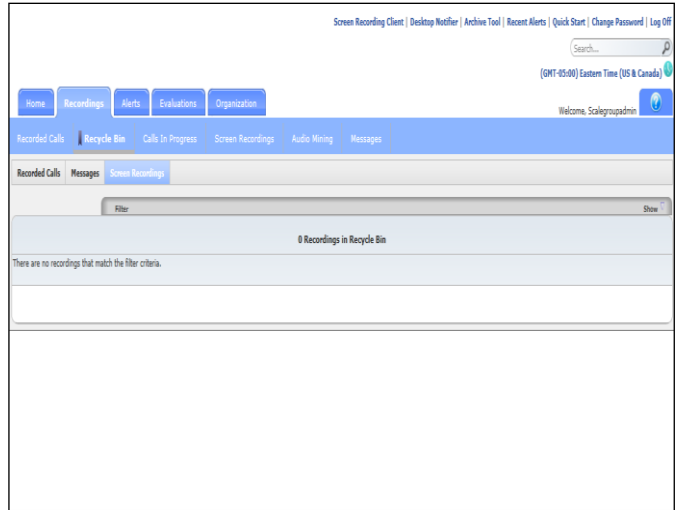 Screen Recording Client | Desktop Notifier | Archive Tool | Recent Alerts | Quick Start | Change Password | Log Off
Search...
(GMT-05:00) Eastern Time (US & Canada)
Home Recordings Alerts Evaluations Organization
Welcome, Scalegroupadmin
Recorded Calls Recycle Bin Calls In Progress Screen Recordings Audio Mining Messages
Recorded Calls Messages Screen Recordings
Filter Show
0 Recordings in Recycle Bin
There are no recordings that match the filter criteria.